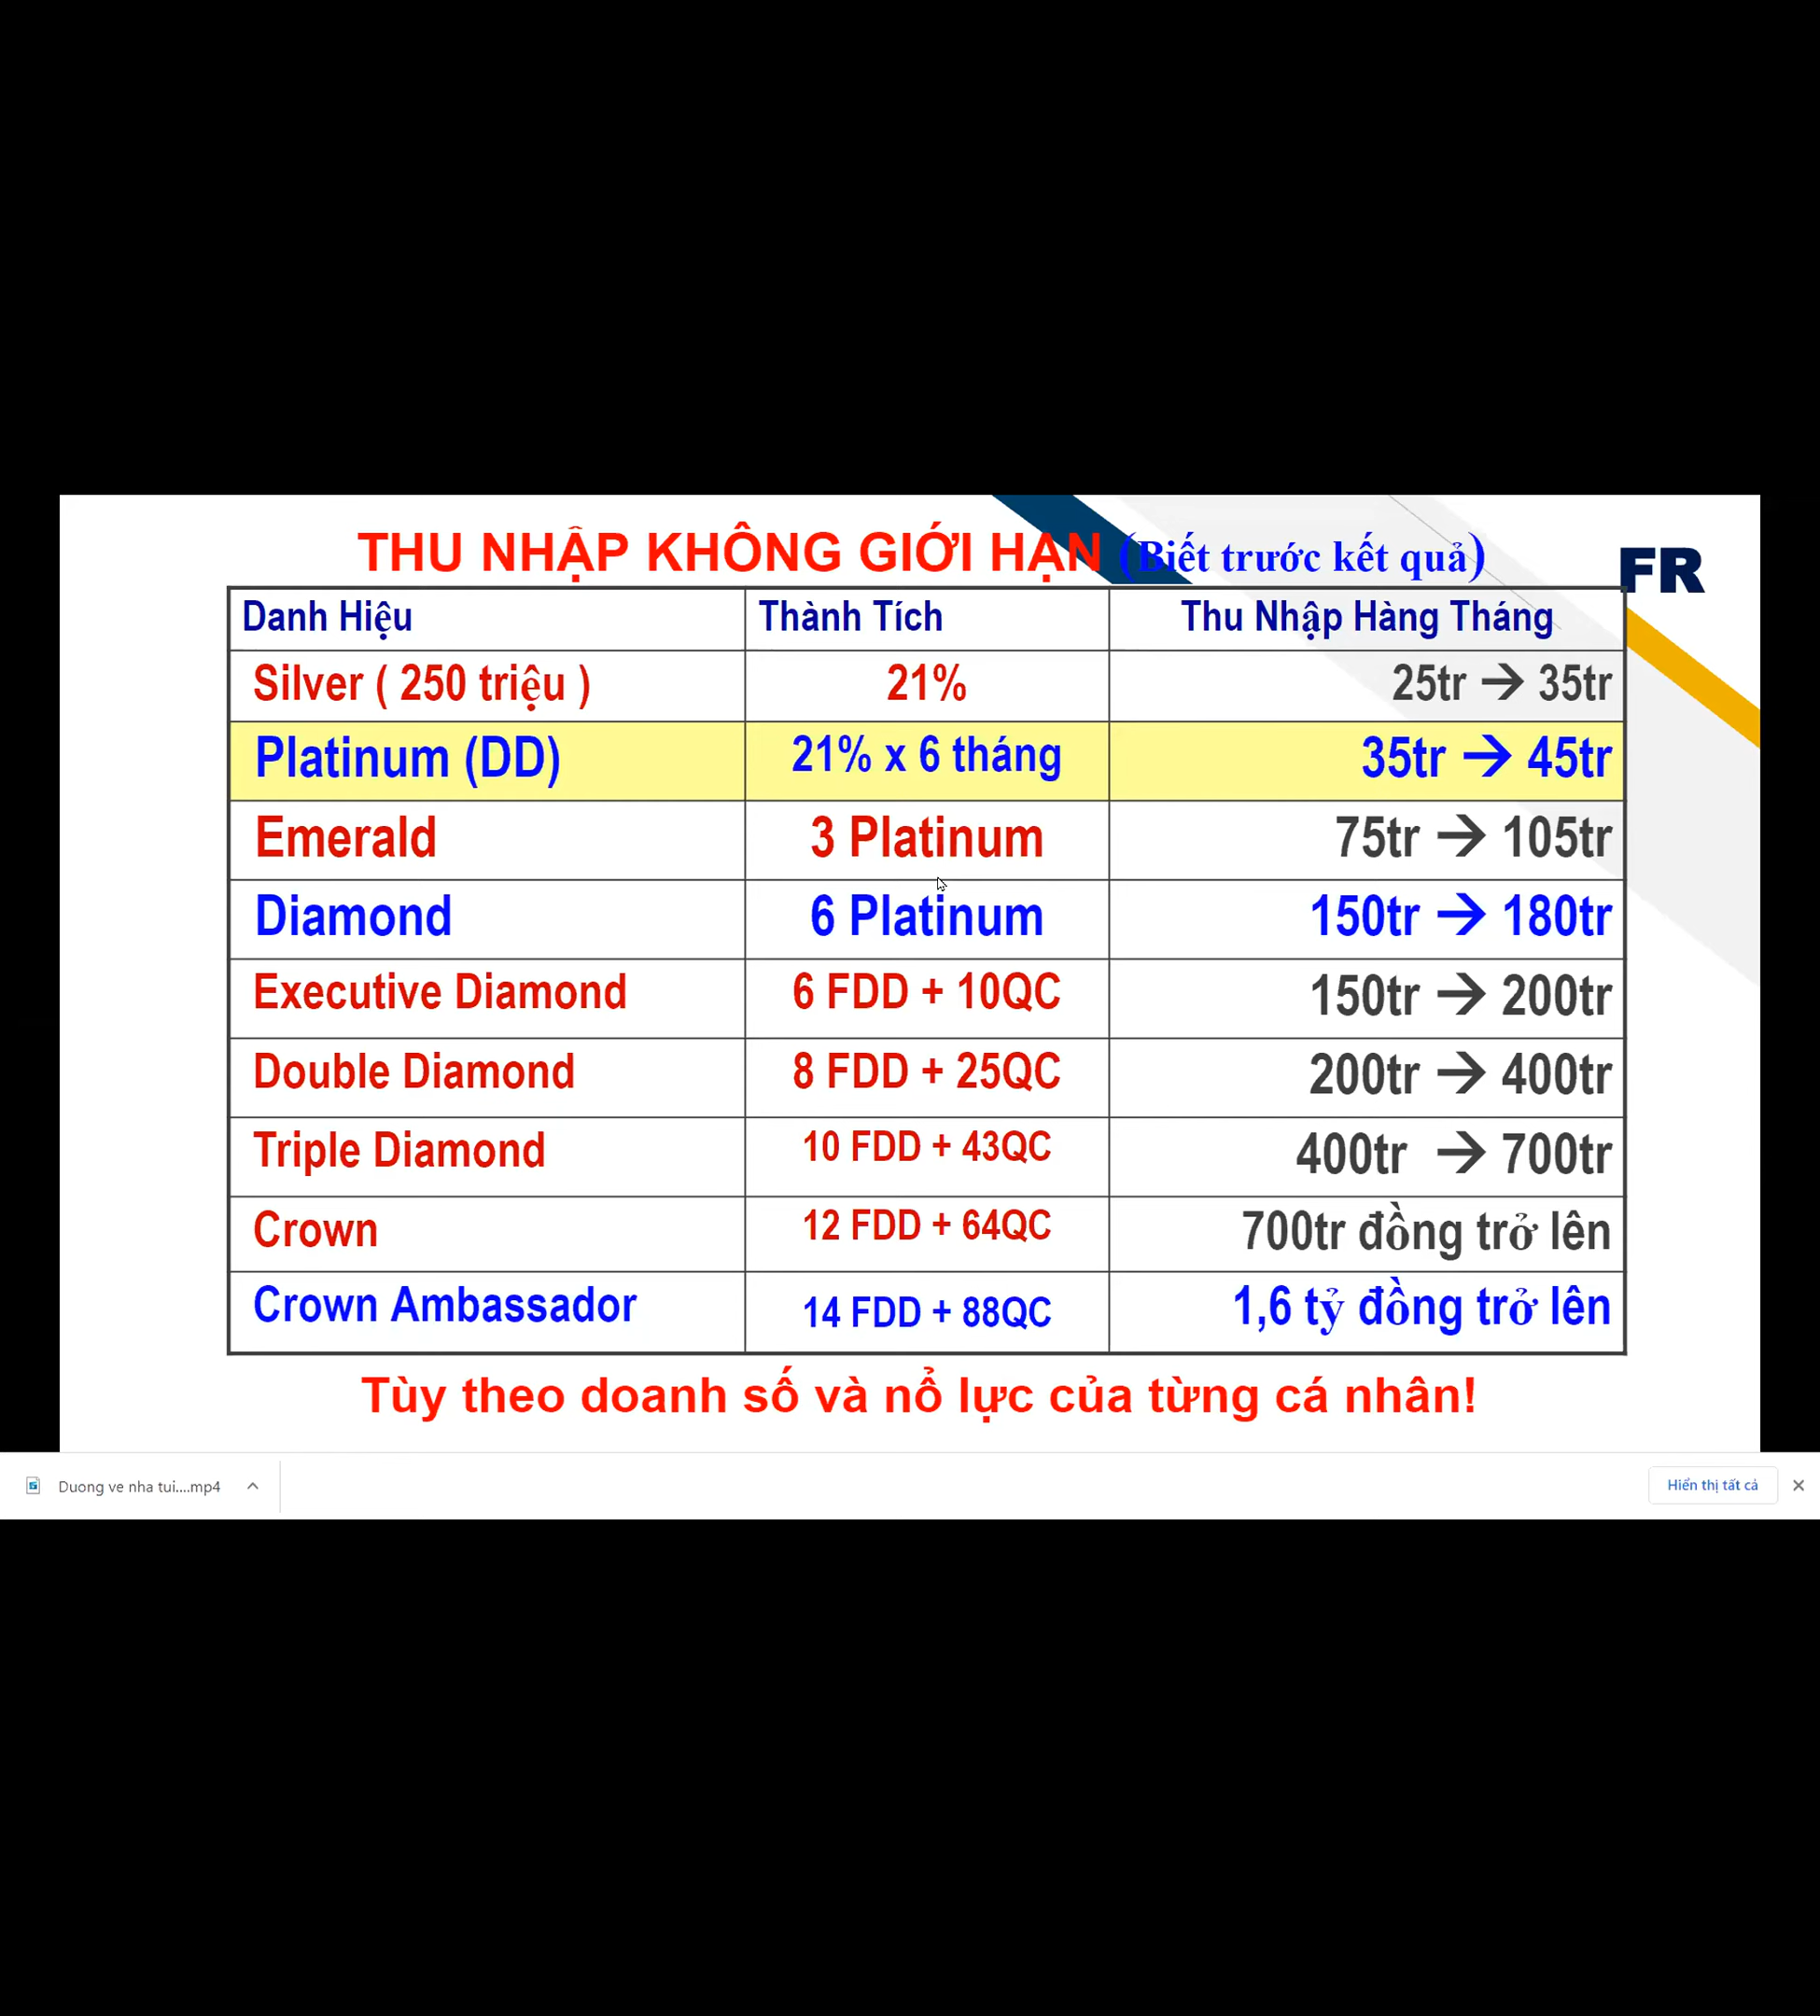 THU NHẬP KHÔNG GIỚI HẠN (Biết trước kết quả)
FR
Danh Hiệu Thành Tích Thu Nhập Hàng Tháng
Silver ( 250 triệu ) 21% 25tr → 35tr
Platinum (DD) 21% x 6 tháng 35tr → 45tr
Emerald 3 Platinum 75tr → 105tr
Diamond 6 Platinum 150tr → 180tr
Executive Diamond 6 FDD + 10QC 150tr → 200tr
Double Diamond 8 FDD + 25QC 200tr → 400tr
Triple Diamond 10 FDD + 43QC 400tr → 700tr
Crown 12 FDD + 64QC 700tr đồng trở lên
Crown Ambassador 14 FDD + 88QC 1,6 tỷ đồng trở lên
Tùy theo doanh số và nổ lực của từng cá nhân!
Duong ve nha tui....mp4 Hiển thị tất cả